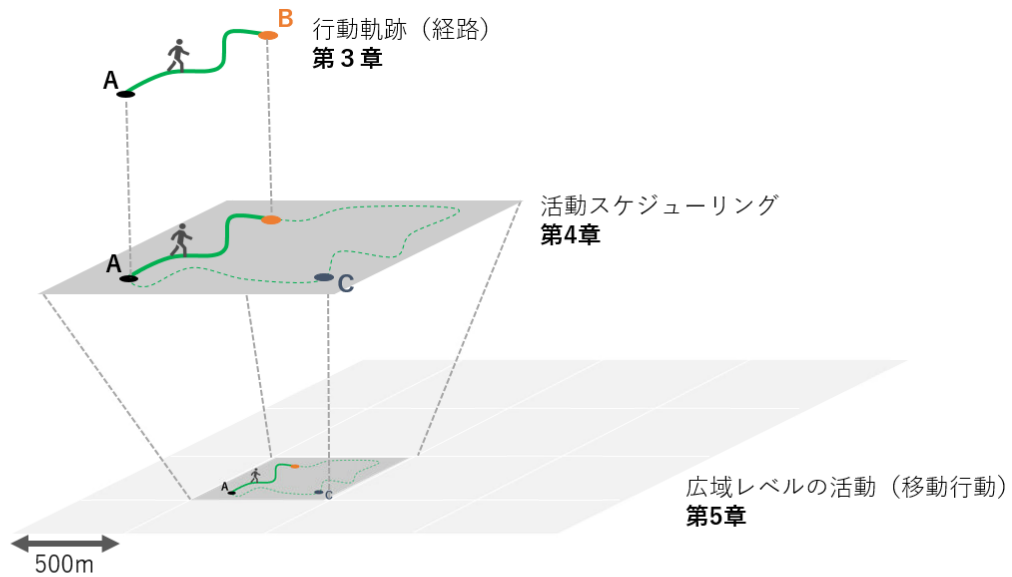 B
行動軌跡（経路）
第３章
A
活動スケジューリング
第4章
A
C
A
C
広域レベルの活動（移動行動）
第5章
500m